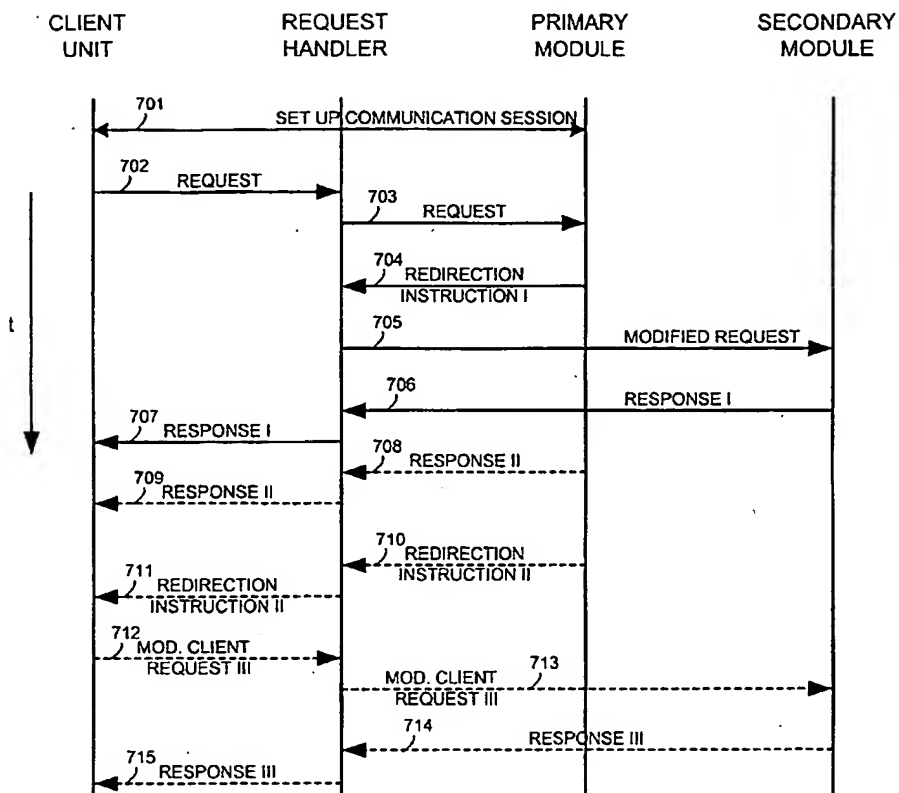 CLIENT UNIT
REQUEST HANDLER
PRIMARY MODULE
SECONDARY MODULE
701
SET UP COMMUNICATION SESSION
702
REQUEST
703
REQUEST
704
REDIRECTION
INSTRUCTION I
t
705
MODIFIED REQUEST
706
RESPONSE I
707
RESPONSE I
708
RESPONSE II
709
RESPONSE II
710
REDIRECTION
INSTRUCTION II
711
REDIRECTION
INSTRUCTION II
712
MOD. CLIENT
REQUEST III
MOD. CLIENT
713
REQUEST III
714
RESPONSE III
715
RESPONSE III